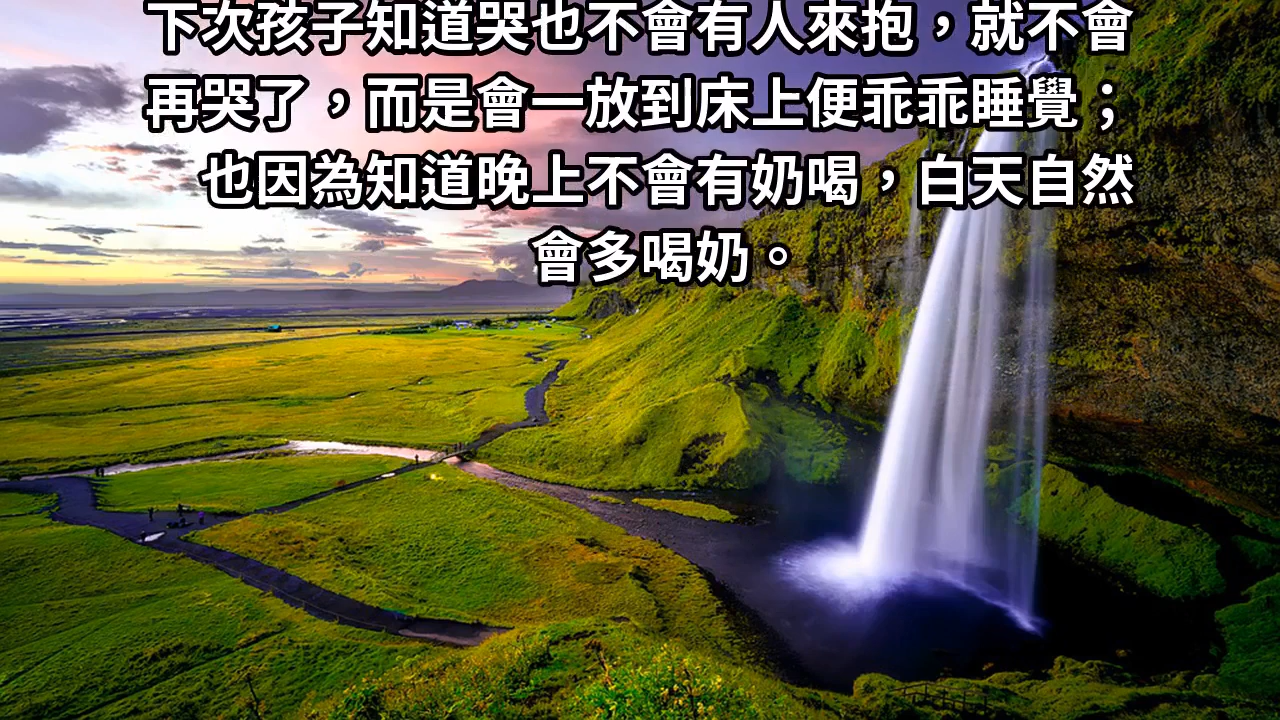 下次孩子知道哭也不會有人來抱，就不會
再哭了，而是會一放到床上便乖乖睡覺；
也因為知道晚上不會有奶喝，白天自然
會多喝奶。